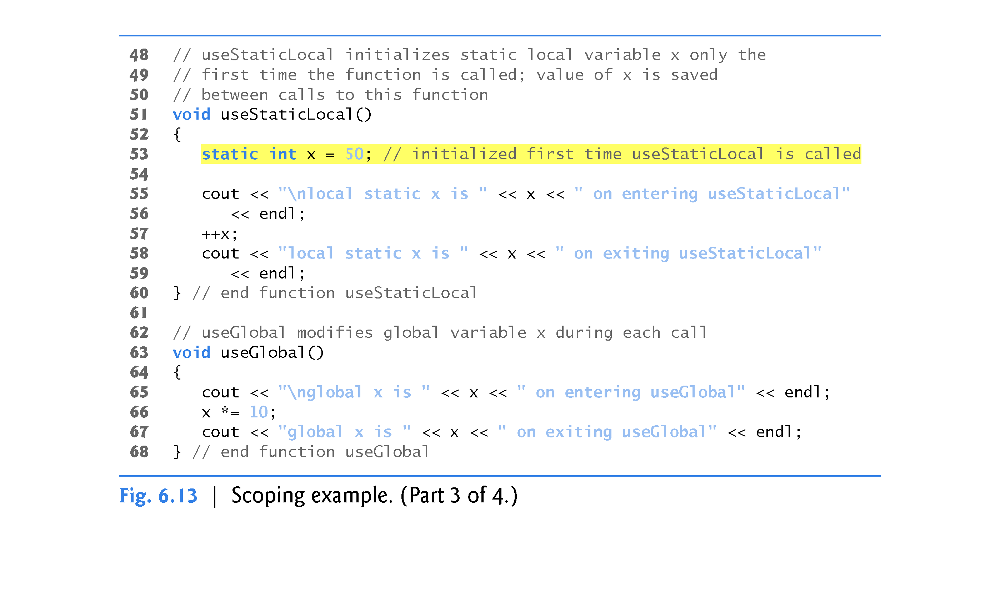 48 // useStaticLocal initializes static local variable x only the
49 // first time the function is called; value of x is saved
50 // between calls to this function
51 void useStaticLocal()
52 {
53    static int x = 50; // initialized first time useStaticLocal is called
54
55    cout << "\nlocal static x is " << x << " on entering useStaticLocal"
56       << endl;
57    ++x;
58    cout << "local static x is " << x << " on exiting useStaticLocal"
59       << endl;
60 } // end function useStaticLocal
61
62 // useGlobal modifies global variable x during each call
63 void useGlobal()
64 {
65    cout << "\nglobal x is " << x << " on entering useGlobal" << endl;
66    x *= 10;
67    cout << "global x is " << x << " on exiting useGlobal" << endl;
68 } // end function useGlobal
Fig. 6.13 | Scoping example. (Part 3 of 4.)